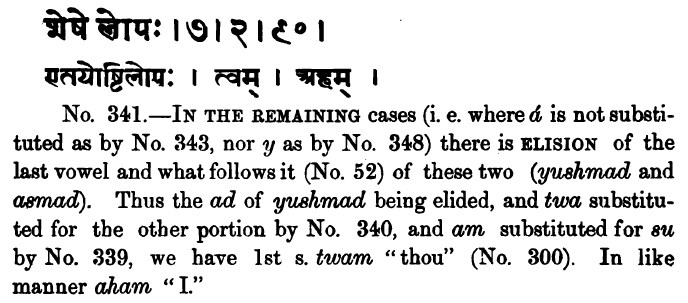 शेषे लोपः । ७ । २ । ९० ।
एतयोष्टिलोपः । त्वम् । अहम् ।
No. 341.—IN THE REMAINING cases (i. e. where á is not substi-
tuted as by No. 343, nor y as by No. 348) there is ELISION of the
last vowel and what follows it (No. 52) of these two (yushmad and
asmad). Thus the ad of yushmad being elided, and twa substitu-
ted for the other portion by No. 340, and am substituted for su
by No. 339, we have 1st s. twam “thou” (No. 300). In like
manner aham “I.”